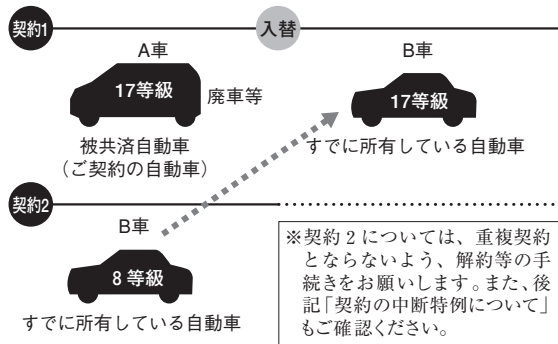 契約1
入替
A車
B車
17等級
廃車等
17等級
被共済自動車
（ご契約の自動車）
すでに所有している自動車
契約2
B車
8等級
すでに所有している自動車
※契約2については、重複契約
とならないよう、解約等の手
続きをお願いします。また、後
記「契約の中断特例について」
もご確認ください。